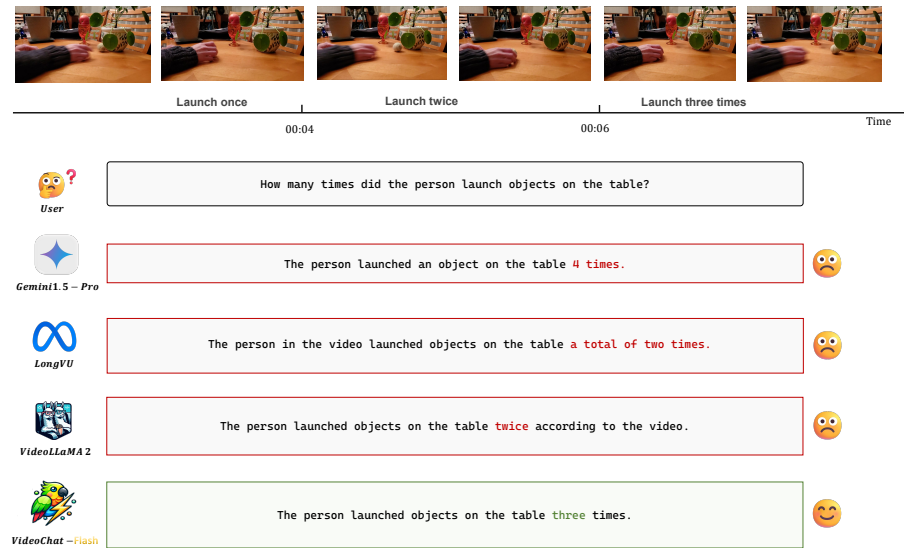 Launch once
Launch twice
Launch three times
00:04
00:06
Time
User
How many times did the person launch objects on the table?
Gemini1.5 − Pro
The person launched an object on the table 4 times.
LongVU
The person in the video launched objects on the table a total of two times.
VideoLLaMA 2
The person launched objects on the table twice according to the video.
VideoChat −Flash
The person launched objects on the table three times.